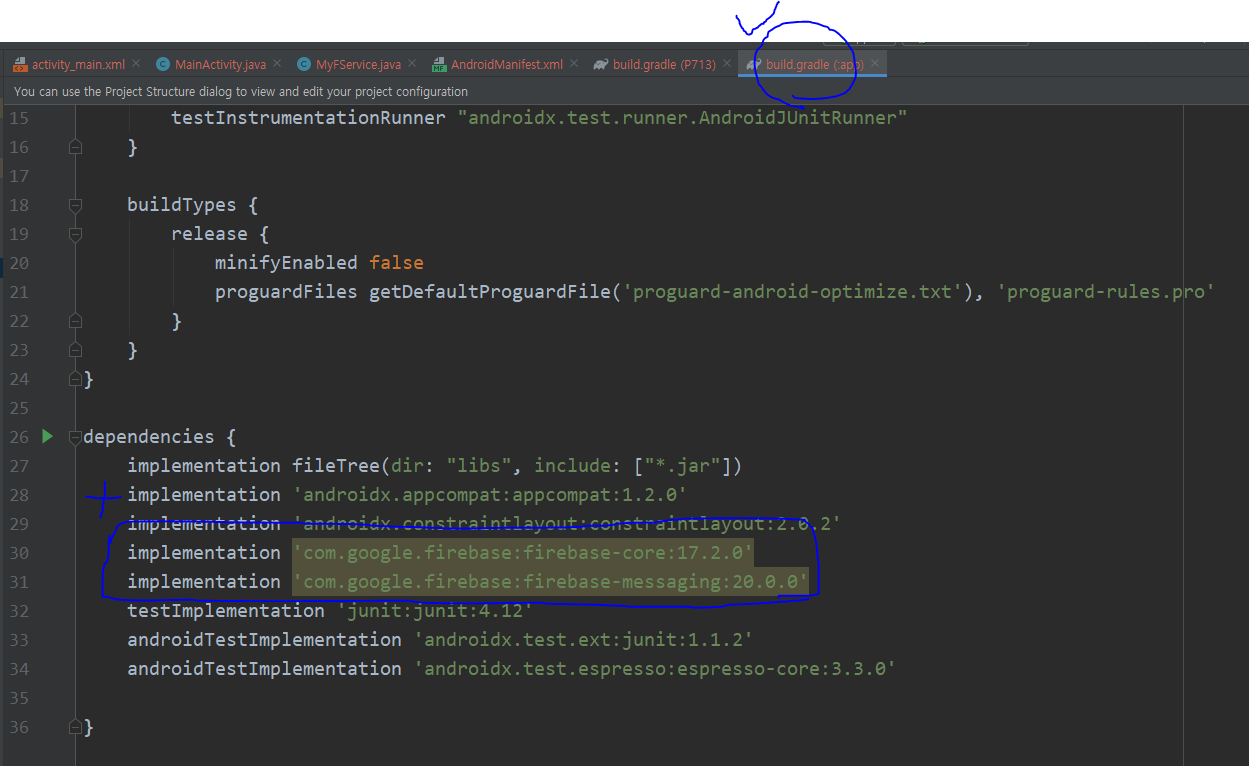 activity_main.xml MainActivity.java MyFService.java AndroidManifest.xml build.gradle (P713) build.gradle (:app)
You can use the Project Structure dialog to view and edit your project configuration
15 testInstrumentationRunner "androidx.test.runner.AndroidJUnitRunner"
16 }
17
18 buildTypes {
19 release {
20 minifyEnabled false
21 proguardFiles getDefaultProguardFile('proguard-android-optimize.txt'), 'proguard-rules.pro'
22 }
23 }
24 }
25
26 dependencies {
27 implementation fileTree(dir: "libs", include: ["*.jar"])
28 implementation 'androidx.appcompat:appcompat:1.2.0'
29 implementation 'androidx.constraintlayout:constraintlayout:2.0.2'
30 implementation 'com.google.firebase:firebase-core:17.2.0'
31 implementation 'com.google.firebase:firebase-messaging:20.0.0'
32 testImplementation 'junit:junit:4.12'
33 androidTestImplementation 'androidx.test.ext:junit:1.1.2'
34 androidTestImplementation 'androidx.test.espresso:espresso-core:3.3.0'
35
36 }